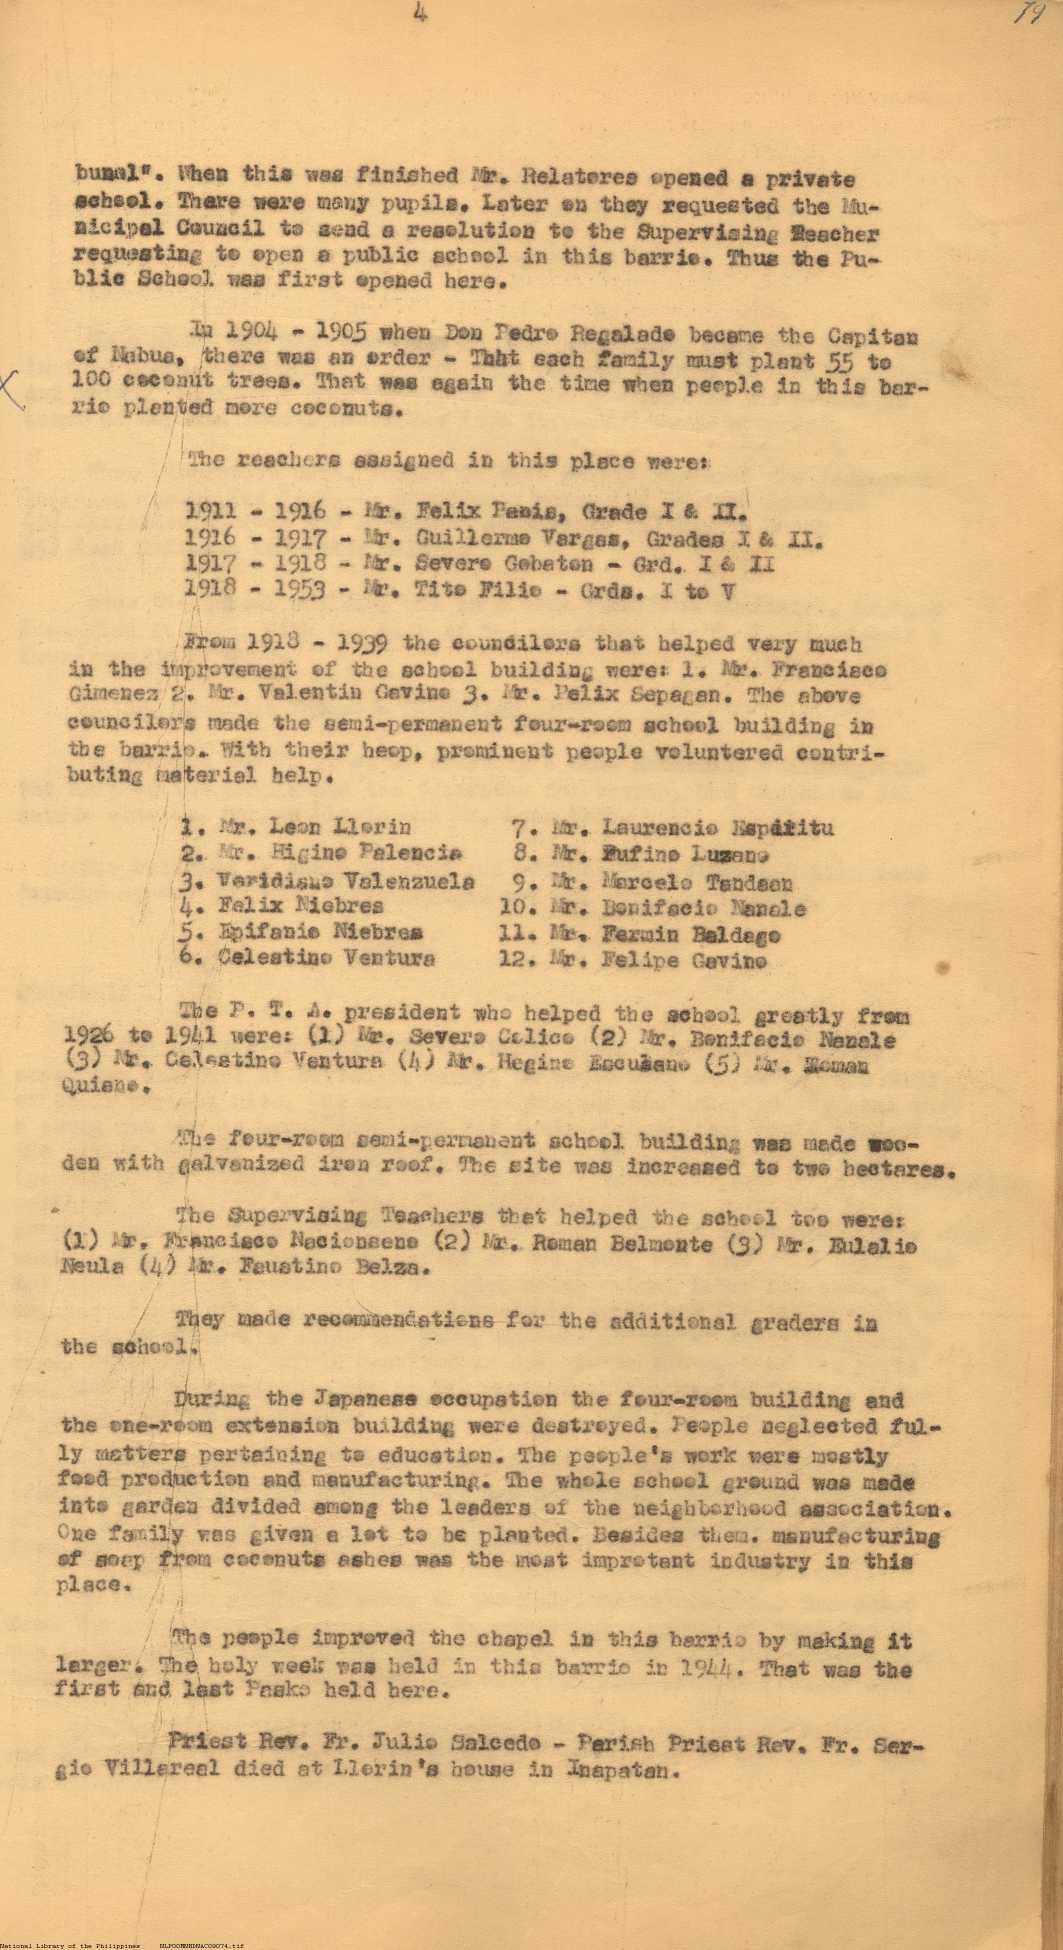 4
79
bunal". When this was finished Mr. Relatores opened a private
school. There were many pupils. Later on they requested the Mu-
nicipal Council to send a resolution to the Supervising Teacher
requesting to open a public school in this barrio. Thus the Pu-
blic School was first opened here.
In 1904 - 1905 when Don Pedro Regalado became the Capitan
of Nabua, there was an order - That each family must plant 55 to
100 coconut trees. That was again the time when people in this bar-
rio planted more coconuts.
The reachers assigned in this place were:
1911 - 1916 - Mr. Felix Panis, Grade I & II.
1916 - 1917 - Mr. Guillermo Vargas, Grades I & II.
1917 - 1918 - Mr. Severo Gobaton - Grd. I & II
1918 - 1953 - Mr. Tito Filio - Grds. I to V
From 1918 - 1939 the councilors that helped very much
in the improvement of the school building were: 1. Mr. Francisco
Gimenez 2. Mr. Valentin Gavino 3. Mr. Felix Sepagan. The above
councilors made the semi-permanent four-room school building in
the barrio. With their heop, prominent people voluntered contri-
buting material help.
1. Mr. Leon Llorin 7. Mr. Laurencio Espiritu
2. Mr. Higino Palencia 8. Mr. Rufino Luzano
3. Veridiano Valenzuela 9. Mr. Marcelo Tandaan
4. Felix Niebres 10. Mr. Bonifacio Nanale
5. Epifanio Niebres 11. Mr. Fermin Baldago
6. Celestino Ventura 12. Mr. Felipe Gavino
The P. T. A. president who helped the school greatly from
1926 to 1941 were: (1) Mr. Severo Calico (2) Mr. Bonifacio Nanale
(3) Mr. Celestino Ventura (4) Mr. Hegino Escusano (5) Mr. Roman
Quiano.
The four-room semi-permanent school building was made woo-
den with galvanized iron roof. The site was increased to two hectares.
The Supervising Teachers that helped the school too were:
(1) Mr. Francisco Nacionseno (2) Mr. Roman Belmonte (3) Mr. Eulalio
Neula (4) Mr. Faustino Belza.
They made recommendations for the additional graders in
the school.
During the Japanese occupation the four-room building and
the one-room extension building were destroyed. People neglected ful-
ly matters pertaining to education. The people's work were mostly
food production and manufacturing. The whole school ground was made
into garden divided among the leaders of the neighborhood association.
One family was given a lot to be planted. Besides them. manufacturing
of soap from coconuts ashes was the most improtant industry in this
place.
The people improved the chapel in this barrio by making it
larger. The holy week was held in this barrio in 1944. That was the
first and last Pasko held here.
Priest Rev. Fr. Julio Salcedo - Parish Priest Rev. Fr. Ser-
gio Villareal died at Llorin's house in Inapatan.
National Library of the Philippines NLPOOMNHDNAC09074.tif